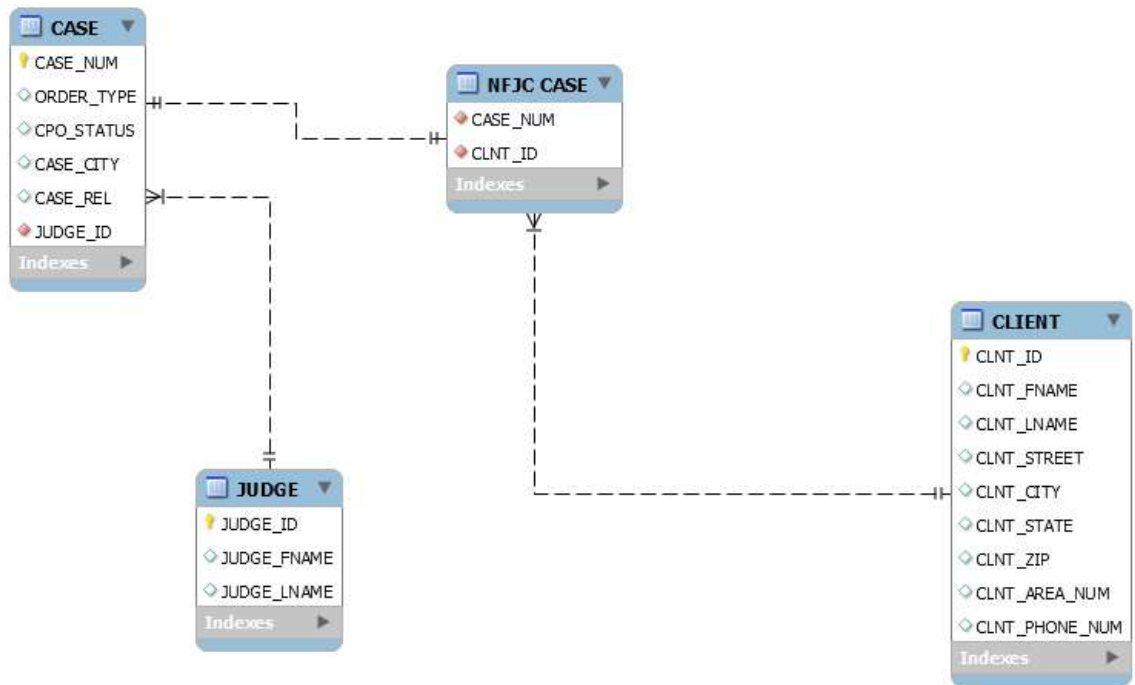 CASE
CASE_NUM
ORDER_TYPE
CPO_STATUS
CASE_CITY
CASE_REL
JUDGE_ID
Indexes
NFJC CASE
CASE_NUM
CLNT_ID
Indexes
JUDGE
JUDGE_ID
JUDGE_FNAME
JUDGE_LNAME
Indexes
CLIENT
CLNT_ID
CLNT_FNAME
CLNT_LNAME
CLNT_STREET
CLNT_CITY
CLNT_STATE
CLNT_ZIP
CLNT_AREA_NUM
CLNT_PHONE_NUM
Indexes